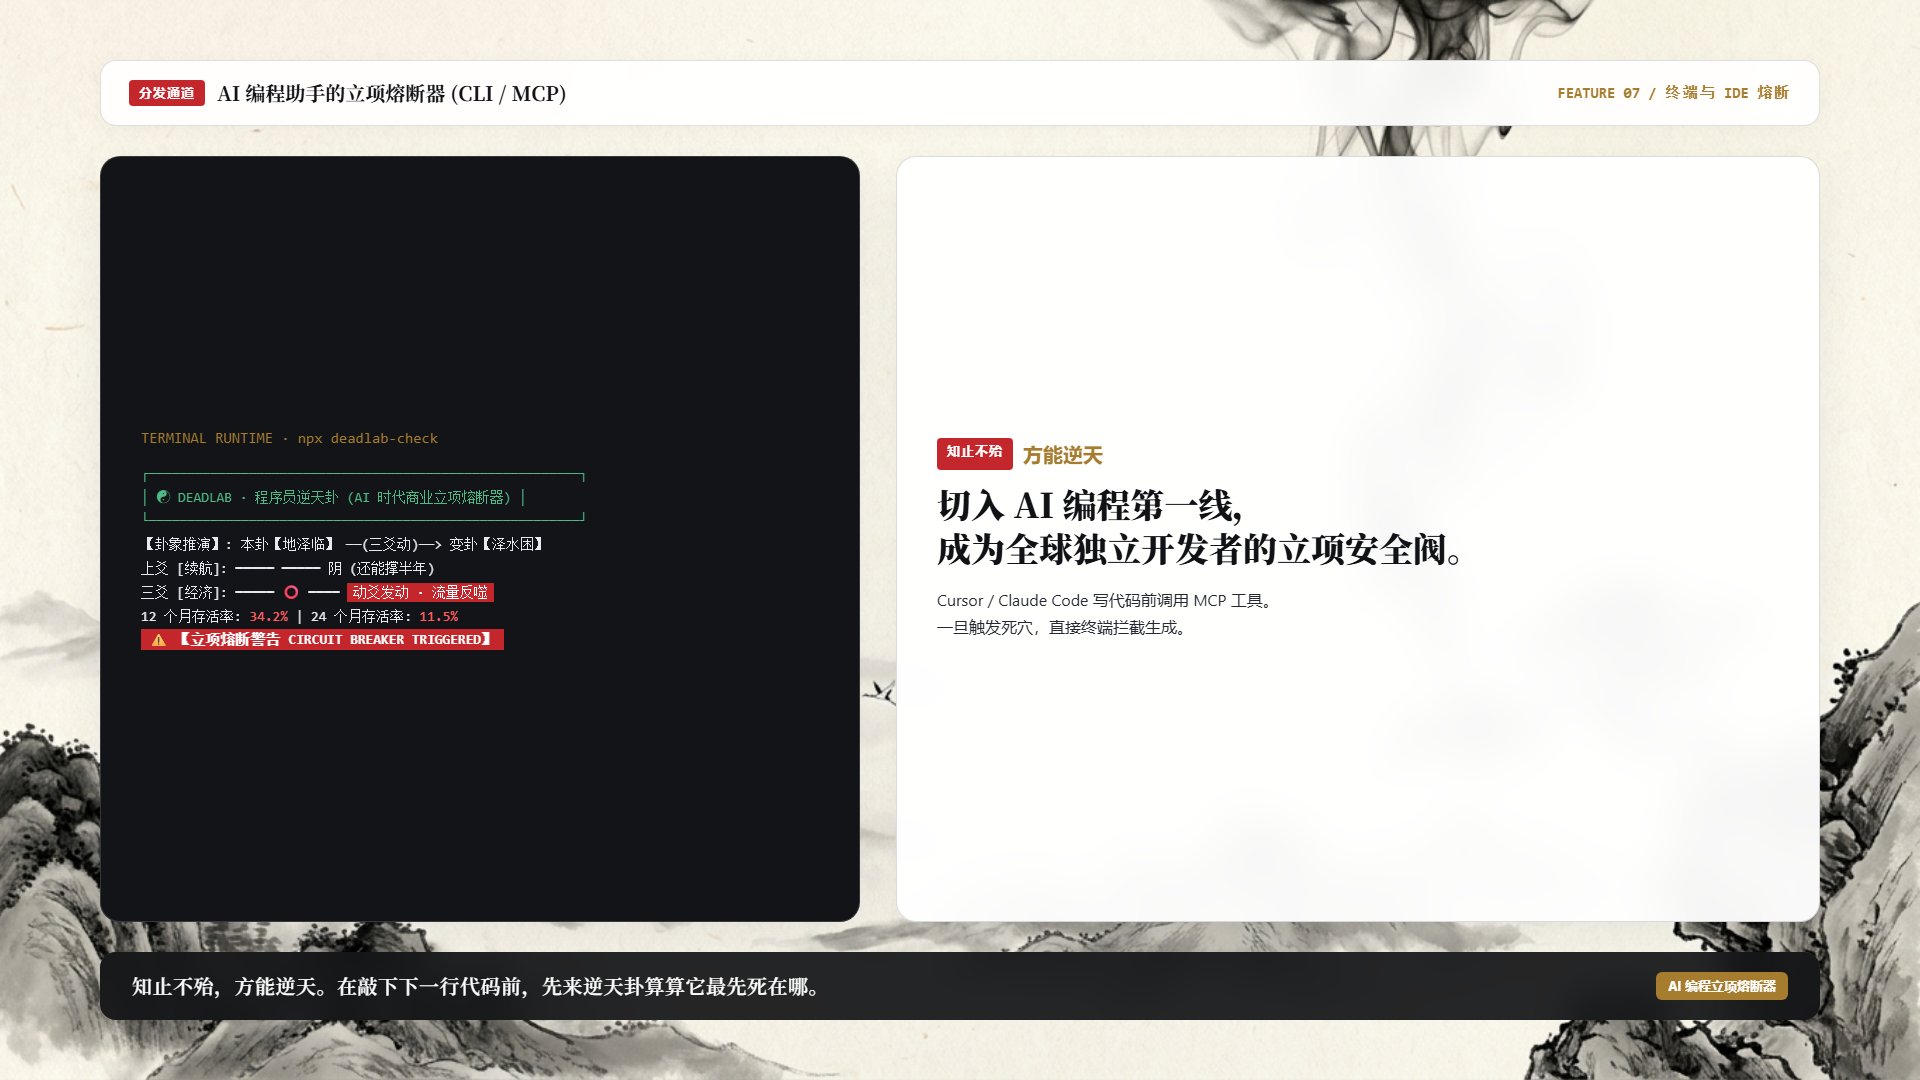 分发通道 AI 编程助手的立项熔断器 (CLI / MCP)
FEATURE 07 / 终端与 IDE 熔断
TERMINAL RUNTIME · npx deadlab-check
┌──────────────────────────────────────────────────────┐
│ ☯ DEADLAB · 程序员逆天卦 (AI 时代商业立项熔断器) │
└──────────────────────────────────────────────────────┘
【卦象推演】: 本卦【地泽临】 ──(三爻动)──> 变卦【泽水困】
上爻 [续航]: ━━━━━ ━━━━━ 阴 (还能撑半年)
三爻 [经济]: ━━━━━ ⭕ ━━━━ 动爻发动 · 流量反噬
12 个月存活率: 34.2% | 24 个月存活率: 11.5%
⚠️ 【立项熔断警告 CIRCUIT BREAKER TRIGGERED】
知止不殆 方能逆天
切入 AI 编程第一线，
成为全球独立开发者的立项安全阀。
Cursor / Claude Code 写代码前调用 MCP 工具。
一旦触发死穴，直接终端拦截生成。
知止不殆，方能逆天。在敲下下一行代码前，先来逆天卦算算它最先死在哪。
AI 编程立项熔断器